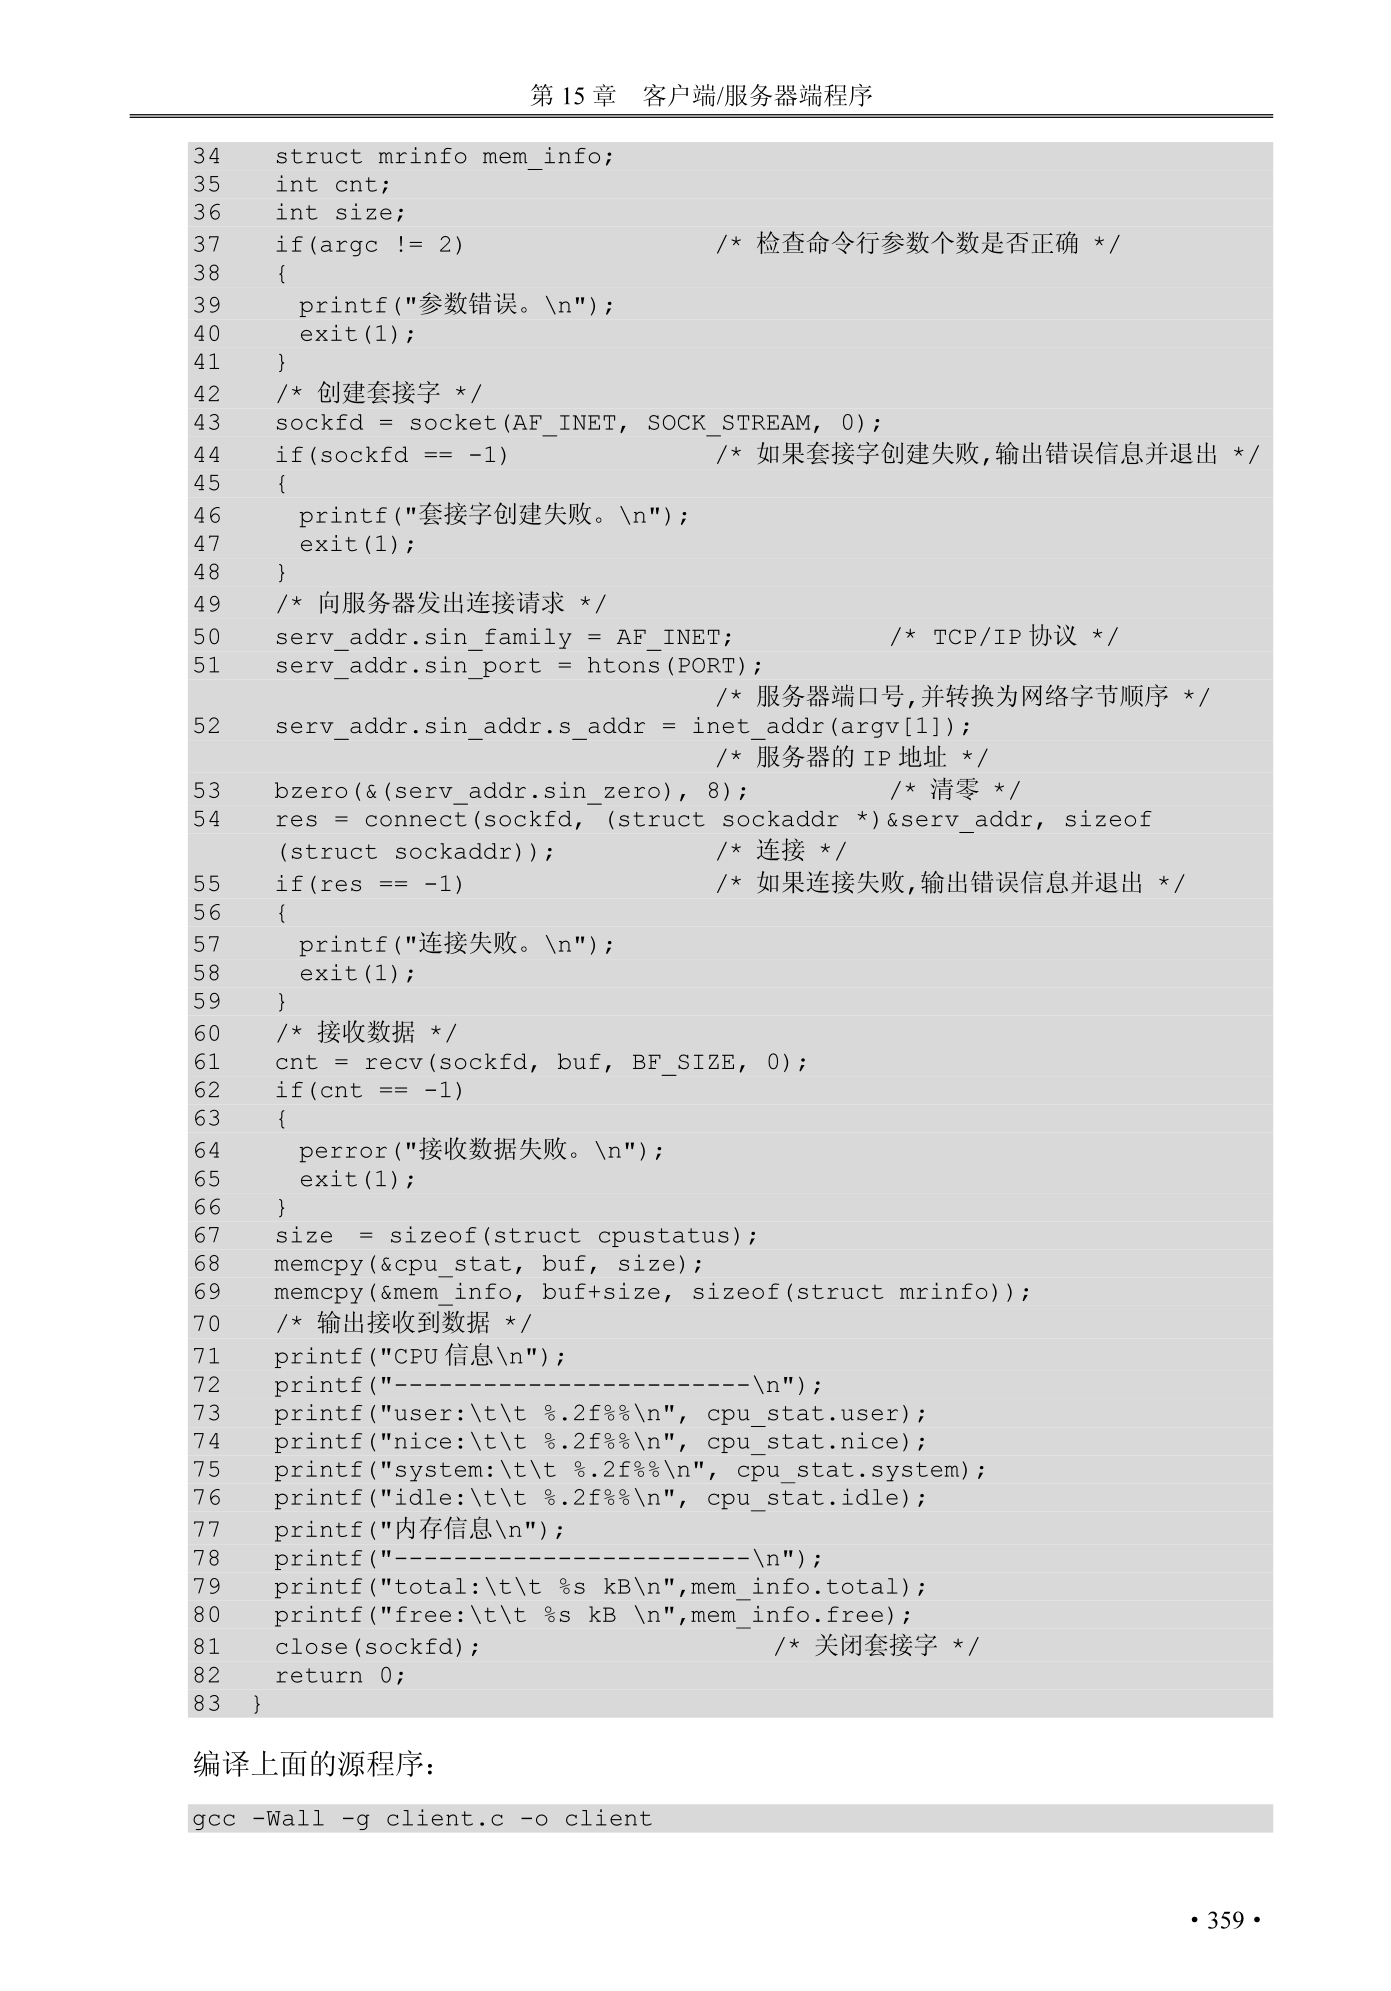 第 15 章 客户端/服务器端程序
34 struct mrinfo mem_info;
35 int cnt;
36 int size;
37 if(argc != 2) /* 检查命令行参数个数是否正确 */
38 {
39 printf("参数错误。\n");
40 exit(1);
41 }
42 /* 创建套接字 */
43 sockfd = socket(AF_INET, SOCK_STREAM, 0);
44 if(sockfd == -1) /* 如果套接字创建失败,输出错误信息并退出 */
45 {
46 printf("套接字创建失败。\n");
47 exit(1);
48 }
49 /* 向服务器发出连接请求 */
50 serv_addr.sin_family = AF_INET; /* TCP/IP 协议 */
51 serv_addr.sin_port = htons(PORT);
/* 服务器端口号,并转换为网络字节顺序 */
52 serv_addr.sin_addr.s_addr = inet_addr(argv[1]);
/* 服务器的 IP 地址 */
53 bzero(&(serv_addr.sin_zero), 8); /* 清零 */
54 res = connect(sockfd, (struct sockaddr *)&serv_addr, sizeof
(struct sockaddr)); /* 连接 */
55 if(res == -1) /* 如果连接失败,输出错误信息并退出 */
56 {
57 printf("连接失败。\n");
58 exit(1);
59 }
60 /* 接收数据 */
61 cnt = recv(sockfd, buf, BF_SIZE, 0);
62 if(cnt == -1)
63 {
64 perror("接收数据失败。\n");
65 exit(1);
66 }
67 size = sizeof(struct cpustatus);
68 memcpy(&cpu_stat, buf, size);
69 memcpy(&mem_info, buf+size, sizeof(struct mrinfo));
70 /* 输出接收到数据 */
71 printf("CPU 信息\n");
72 printf("------------------------\n");
73 printf("user:\t\t %.2f%%\n", cpu_stat.user);
74 printf("nice:\t\t %.2f%%\n", cpu_stat.nice);
75 printf("system:\t\t %.2f%%\n", cpu_stat.system);
76 printf("idle:\t\t %.2f%%\n", cpu_stat.idle);
77 printf("内存信息\n");
78 printf("------------------------\n");
79 printf("total:\t\t %s kB\n",mem_info.total);
80 printf("free:\t\t %s kB \n",mem_info.free);
81 close(sockfd); /* 关闭套接字 */
82 return 0;
83 }
编译上面的源程序：
gcc -Wall -g client.c -o client
• 359 •